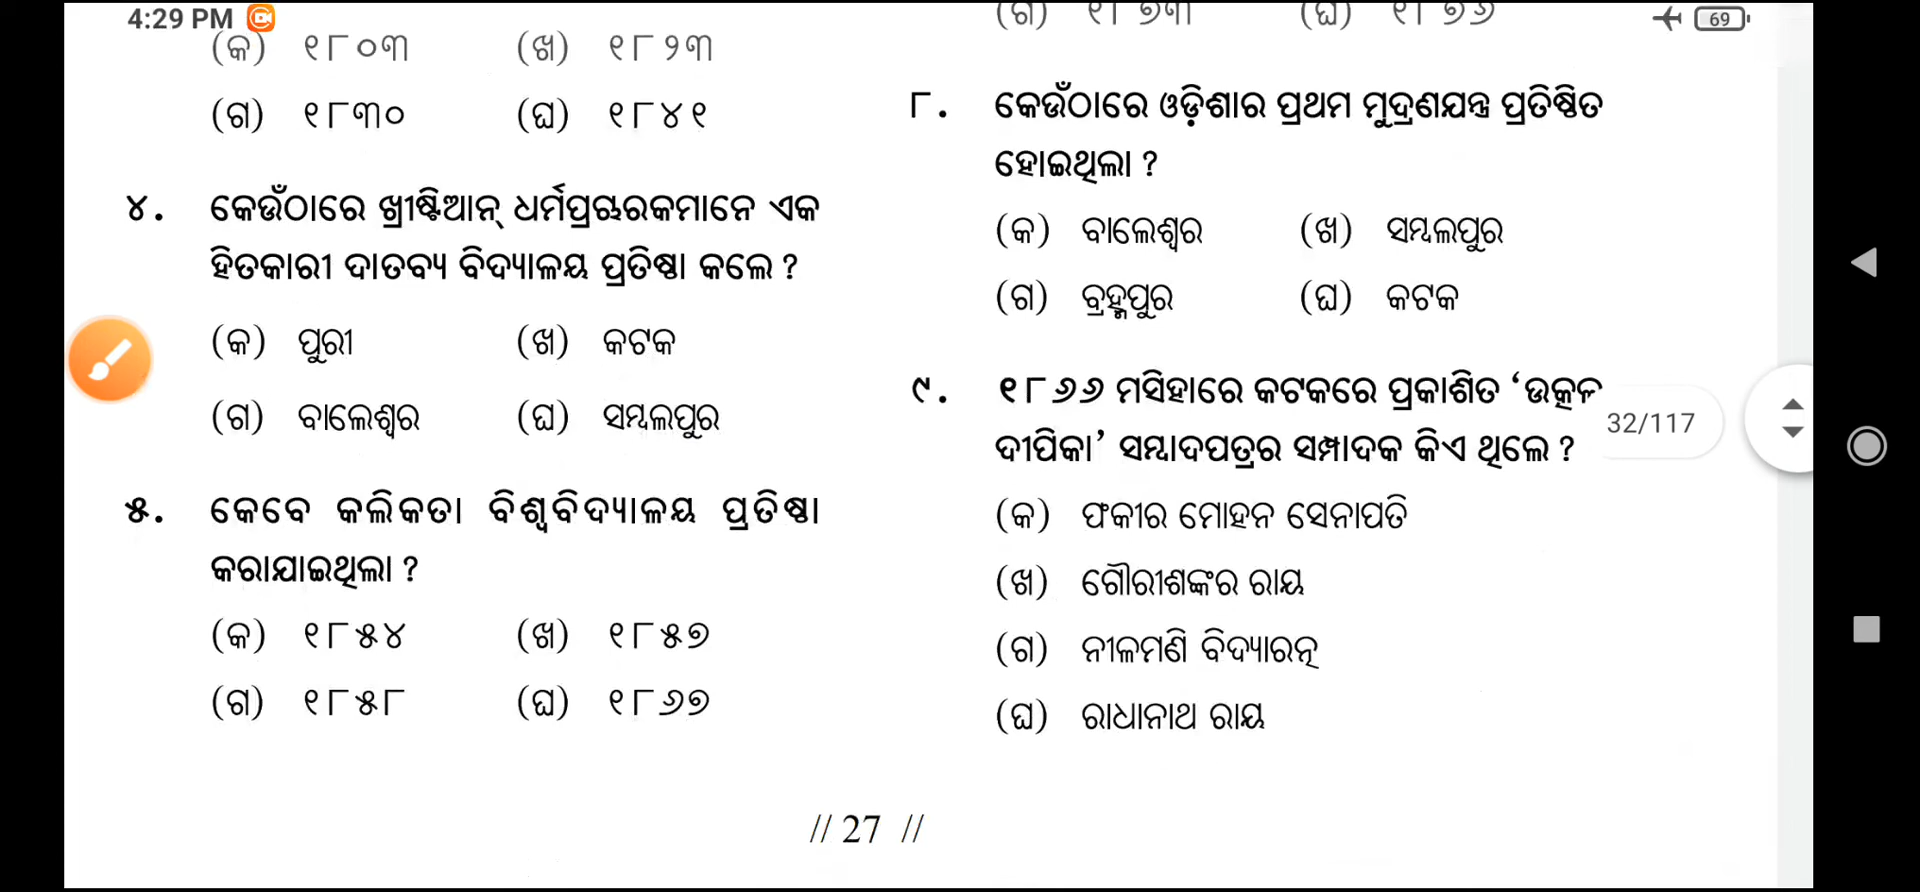 4:29 PM
69
(କ) ୧୮୦୩ (ଖ) ୧୮୨୩
(ଗ) ୧୮୩୦ (ଘ) ୧୮୪୧
୪. କେଉଁଠାରେ ଖ୍ରୀଷ୍ଟିଆନ୍ ଧର୍ମପ୍ରଚାରକମାନେ ଏକ
ହିତକାରୀ ଦାତବ୍ୟ ବିଦ୍ୟାଳୟ ପ୍ରତିଷ୍ଠା କଲେ ?
(କ) ପୁରୀ (ଖ) କଟକ
(ଗ) ବାଲେଶ୍ୱର (ଘ) ସମ୍ବଲପୁର
୫. କେବେ କଲିକତା ବିଶ୍ୱବିଦ୍ୟାଳୟ ପ୍ରତିଷ୍ଠା
କରାଯାଇଥିଲା ?
(କ) ୧୮୫୪ (ଖ) ୧୮୫୭
(ଗ) ୧୮୫୮ (ଘ) ୧୮୬୭
(ଗ) ୧୮୭୩ (ଘ) ୧୮୭୬
୮. କେଉଁଠାରେ ଓଡ଼ିଶାର ପ୍ରଥମ ମୁଦ୍ରଣଯନ୍ତ୍ର ପ୍ରତିଷ୍ଠିତ
ହୋଇଥିଲା ?
(କ) ବାଲେଶ୍ୱର (ଖ) ସମ୍ବଲପୁର
(ଗ) ବ୍ରହ୍ମପୁର (ଘ) କଟକ
୯. ୧୮୬୬ ମସିହାରେ କଟକରେ ପ୍ରକାଶିତ ‘ଉତ୍କଳ
ଦୀପିକା’ ସମ୍ବାଦପତ୍ରର ସମ୍ପାଦକ କିଏ ଥିଲେ ?
(କ) ଫକୀର ମୋହନ ସେନାପତି
(ଖ) ଗୌରୀଶଙ୍କର ରାୟ
(ଗ) ନୀଳମଣି ବିଦ୍ୟାରତ୍ନ
(ଘ) ରାଧାନାଥ ରାୟ
32/117
// 27 //